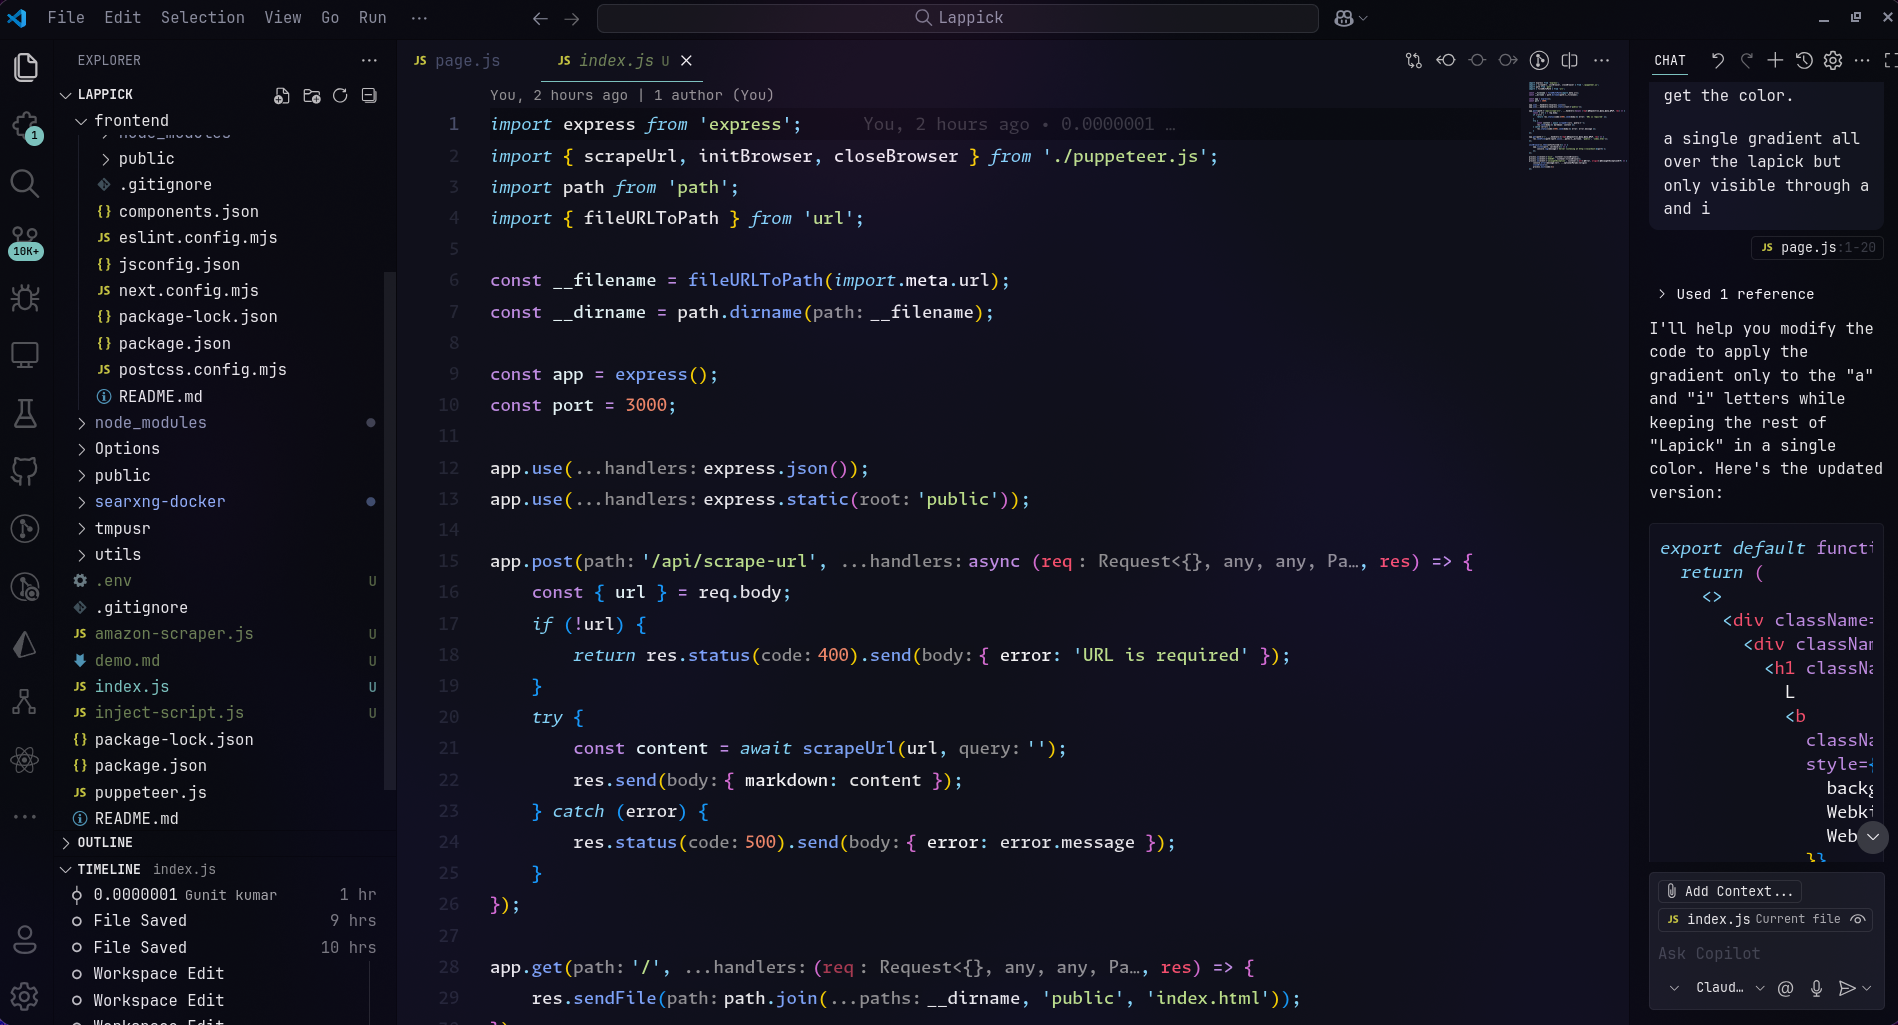 File Edit Selection View Go Run ···
Lappick
EXPLORER ···
LAPPICK
frontend
node_modules
public
.gitignore
{} components.json
JS eslint.config.mjs
{} jsconfig.json
JS next.config.mjs
{} package-lock.json
{} package.json
JS postcss.config.mjs
README.md
node_modules
Options
public
searxng-docker
tmpusr
utils
.env U
.gitignore
JS amazon-scraper.js U
demo.md U
JS index.js U
JS inject-script.js U
{} package-lock.json
{} package.json
JS puppeteer.js
README.md
OUTLINE
TIMELINE index.js
0.0000001 Gunit kumar 1 hr
File Saved 9 hrs
File Saved 10 hrs
Workspace Edit
Workspace Edit
Workspace Edit
1
10K+
JS page.js
JS index.js U
You, 2 hours ago | 1 author (You)
1 import express from 'express'; You, 2 hours ago • 0.0000001 …
2 import { scrapeUrl, initBrowser, closeBrowser } from './puppeteer.js';
3 import path from 'path';
4 import { fileURLToPath } from 'url';
5
6 const __filename = fileURLToPath(import.meta.url);
7 const __dirname = path.dirname(path: __filename);
8
9 const app = express();
10 const port = 3000;
11
12 app.use(...handlers: express.json());
13 app.use(...handlers: express.static(root: 'public'));
14
15 app.post(path: '/api/scrape-url', ...handlers: async (req : Request<{}, any, any, Pa…, res) => {
16 const { url } = req.body;
17 if (!url) {
18 return res.status(code: 400).send(body: { error: 'URL is required' });
19 }
20 try {
21 const content = await scrapeUrl(url, query: '');
22 res.send(body: { markdown: content });
23 } catch (error) {
24 res.status(code: 500).send(body: { error: error.message });
25 }
26 });
27
28 app.get(path: '/', ...handlers: (req : Request<{}, any, any, Pa…, res) => {
29 res.sendFile(path: path.join(...paths: __dirname, 'public', 'index.html'));
})
CHAT
get the color.
a single gradient all
over the lapick but
only visible through a
and i
JS page.js:1-20
Used 1 reference
I'll help you modify the
code to apply the
gradient only to the "a"
and "i" letters while
keeping the rest of
"Lapick" in a single
color. Here's the updated
version:
export default functi
return (
<>
<div className=
<div classNam
<h1 classNa
L
<b
classNa
style={
backg
Webki
Web
}}
Add Context...
JS index.js Current file
Ask Copilot
Claud… @